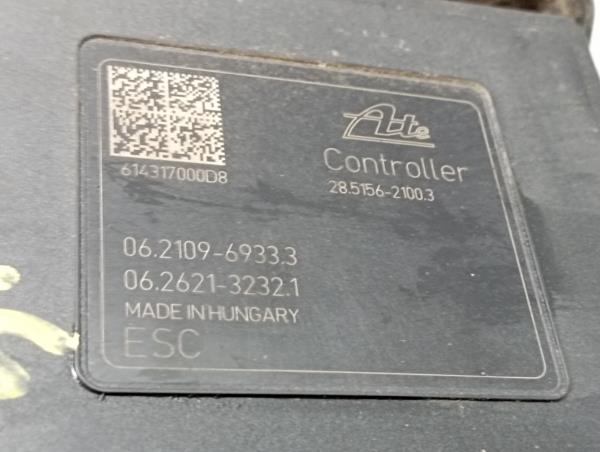 Ate
Controller
28.5156-2100.3
614317000D8
06.2109-6933.3
06.2621-3232.1
MADE IN HUNGARY
ESC